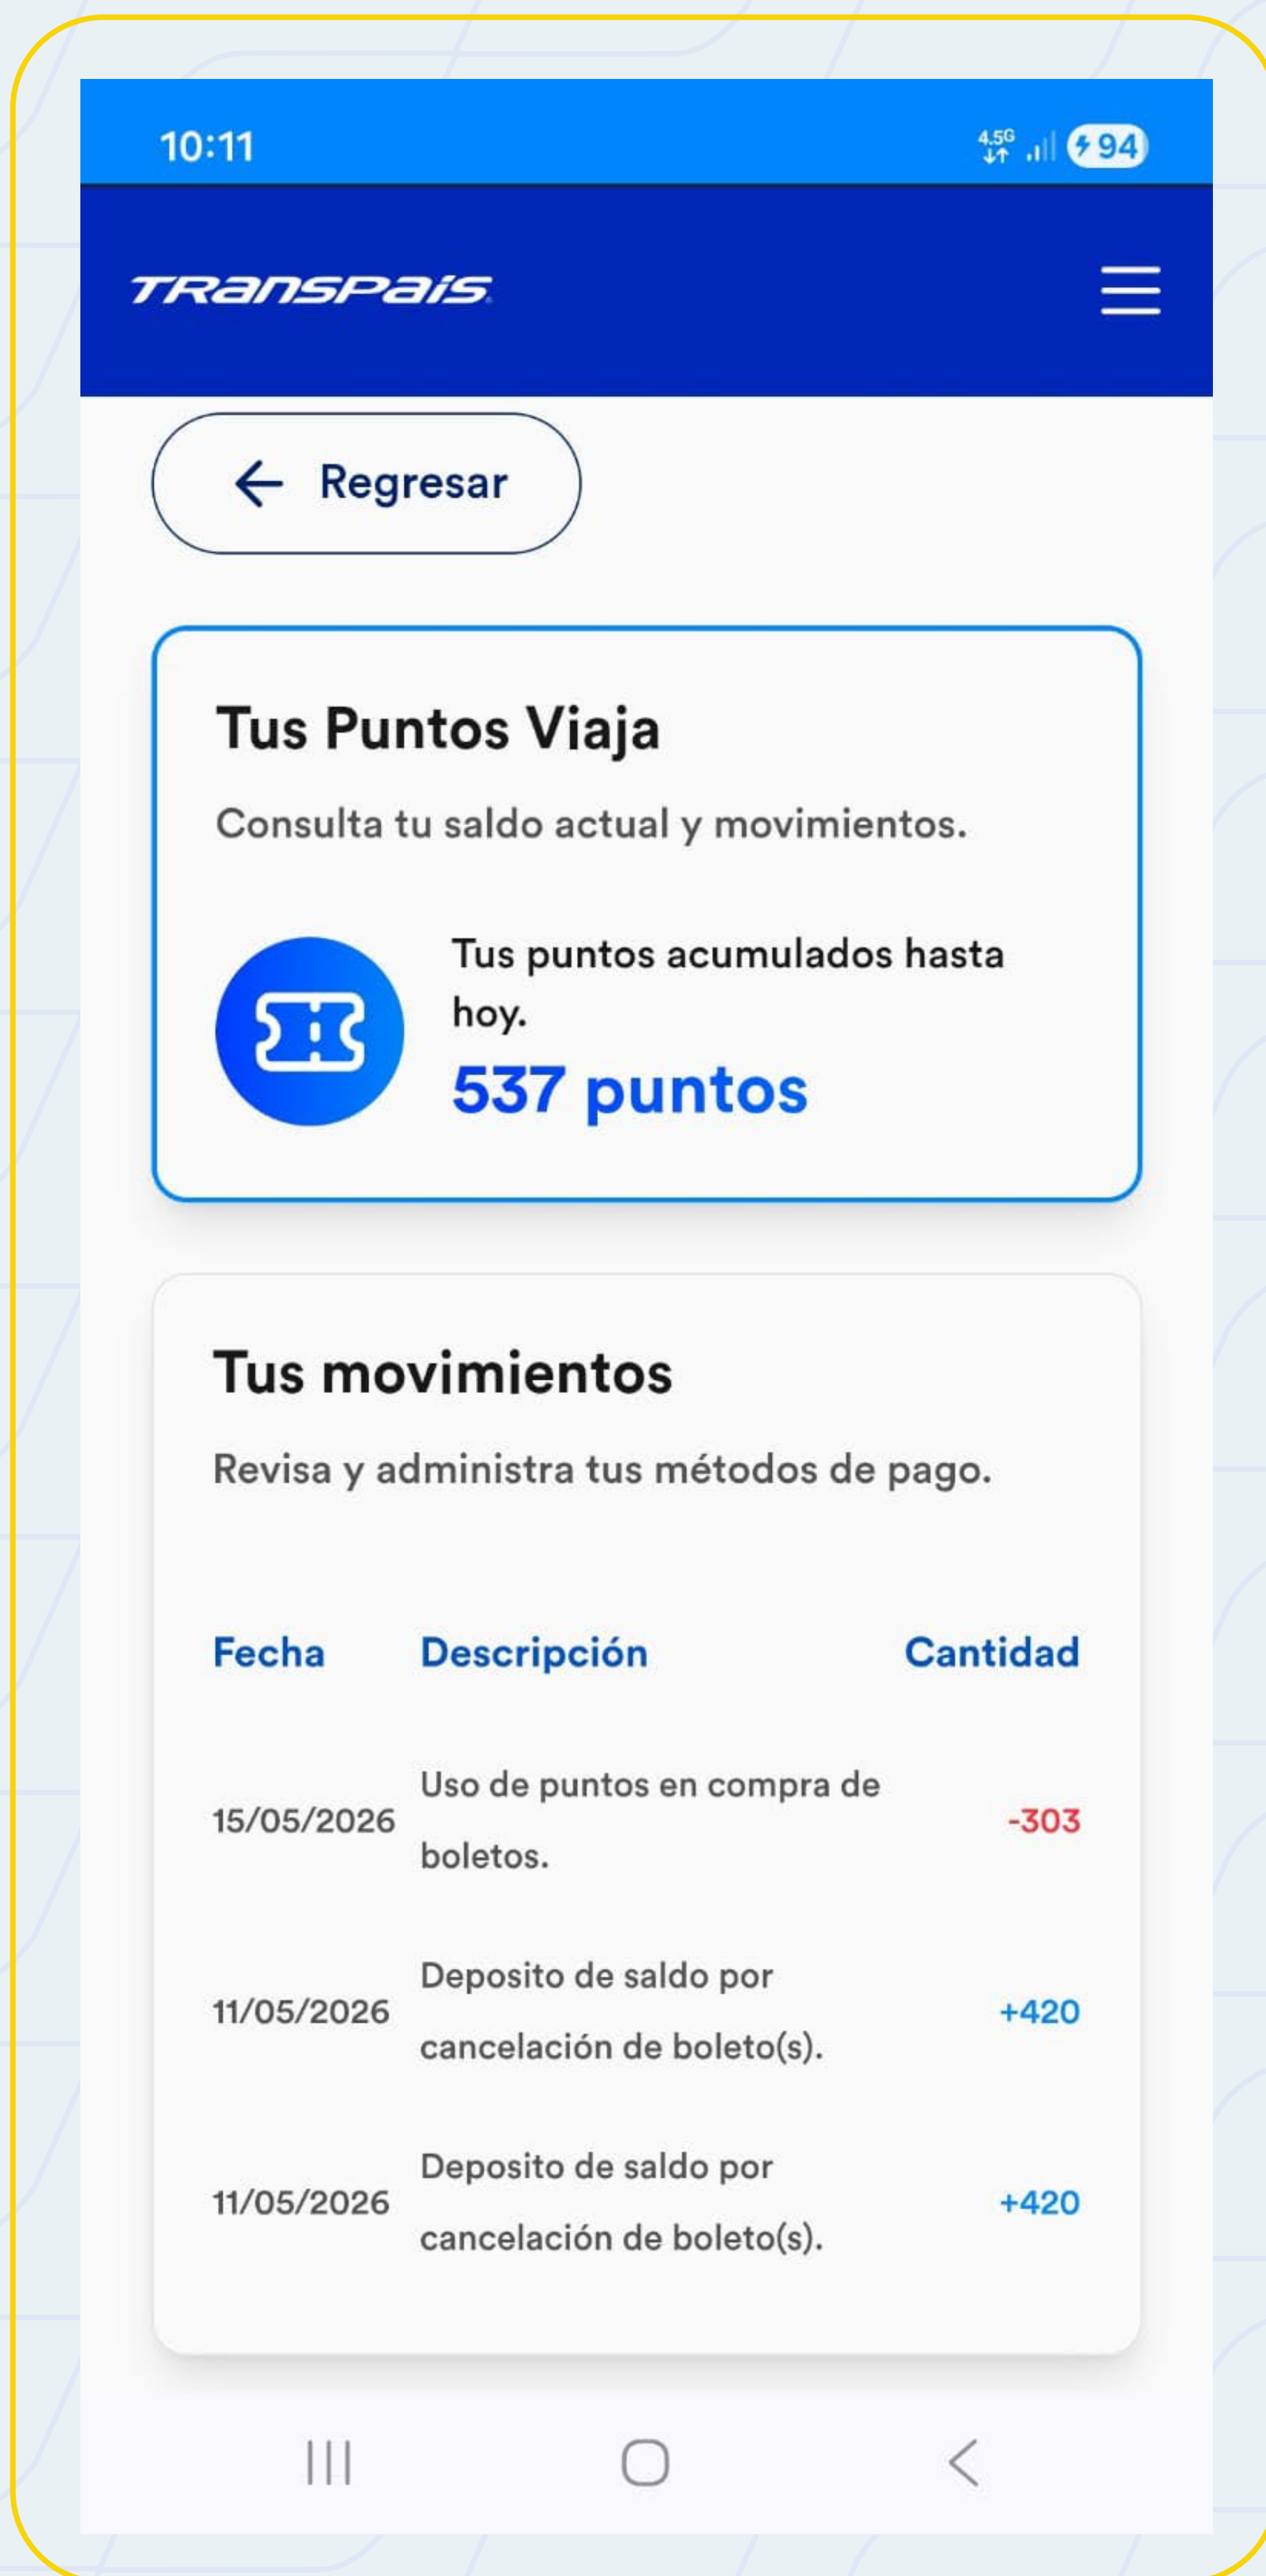 10:11
4.5G
94
TRANSPAIS
Regresar
Tus Puntos Viaja
Consulta tu saldo actual y movimientos.
Tus puntos acumulados hasta
hoy.
537 puntos
Tus movimientos
Revisa y administra tus métodos de pago.
Fecha Descripción Cantidad
15/05/2026 Uso de puntos en compra de
boletos. -303
11/05/2026 Deposito de saldo por
cancelación de boleto(s). +420
11/05/2026 Deposito de saldo por
cancelación de boleto(s). +420